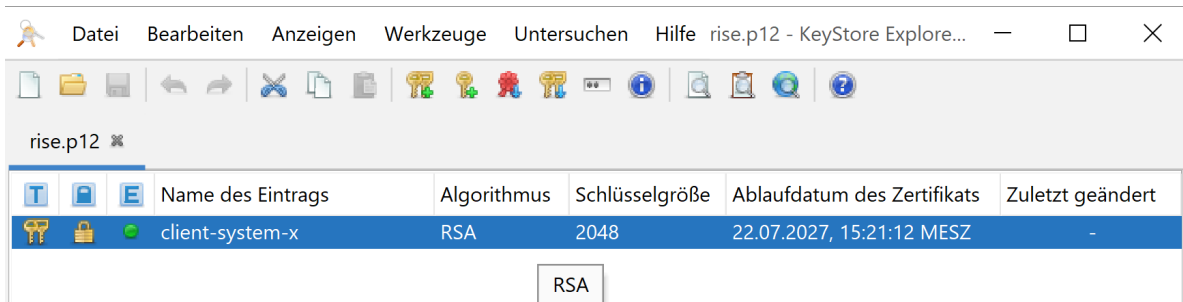 Datei Bearbeiten Anzeigen Werkzeuge Untersuchen Hilfe rise.p12 - KeyStore Explore...
rise.p12
T E Name des Eintrags Algorithmus Schlüsselgröße Ablaufdatum des Zertifikats Zuletzt geändert
client-system-x RSA 2048 22.07.2027, 15:21:12 MESZ -
RSA